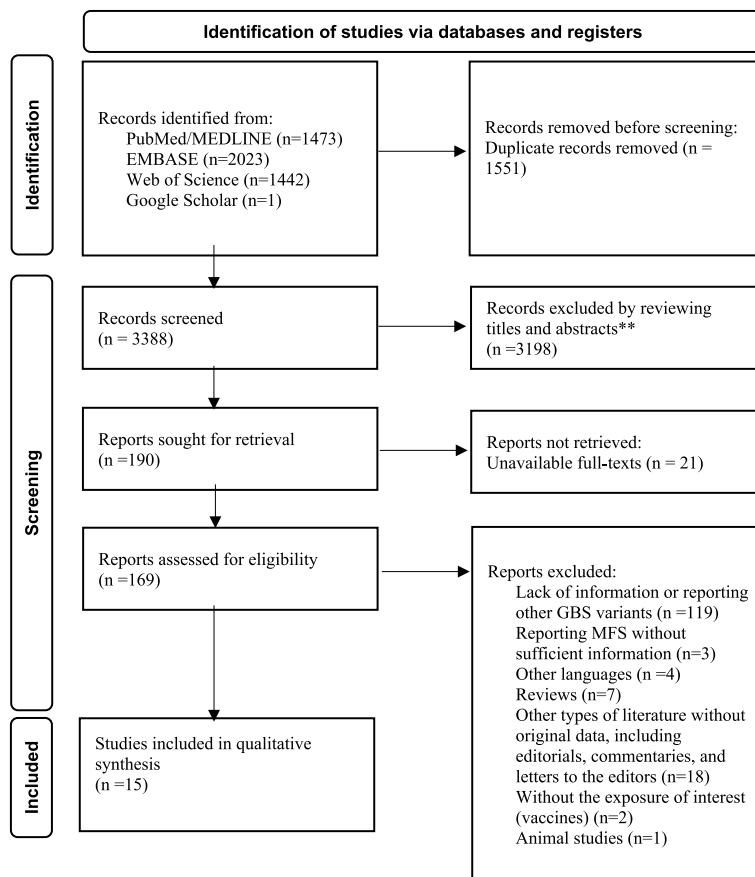 Identification of studies via databases and registers
Identification
Records identified from:
PubMed/MEDLINE (n=1473)
EMBASE (n=2023)
Web of Science (n=1442)
Google Scholar (n=1)
Records removed before screening:
Duplicate records removed (n =
1551)
Screening
Records screened
(n = 3388)
Records excluded by reviewing
titles and abstracts**
(n =3198)
Reports sought for retrieval
(n =190)
Reports not retrieved:
Unavailable full-texts (n = 21)
Reports assessed for eligibility
(n =169)
Reports excluded:
Lack of information or reporting
other GBS variants (n =119)
Reporting MFS without
sufficient information (n=3)
Other languages (n =4)
Reviews (n=7)
Other types of literature without
original data, including
editorials, commentaries, and
letters to the editors (n=18)
Without the exposure of interest
(vaccines) (n=2)
Animal studies (n=1)
Included
Studies included in qualitative
synthesis
(n =15)